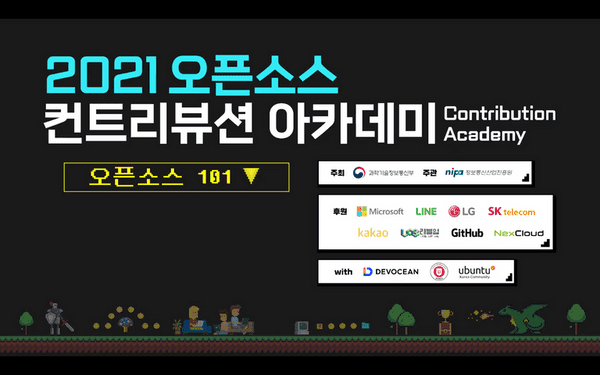 2021 오픈소스
컨트리뷰션 아카데미 Contribution Academy
오픈소스 101 ▼
주최 과학기술정보통신부 주관 nipa 정보통신산업진흥원
후원 Microsoft LINE LG SK telecom
kakao GitHub NexCloud
with DEVOCEAN ubuntu Korea Community